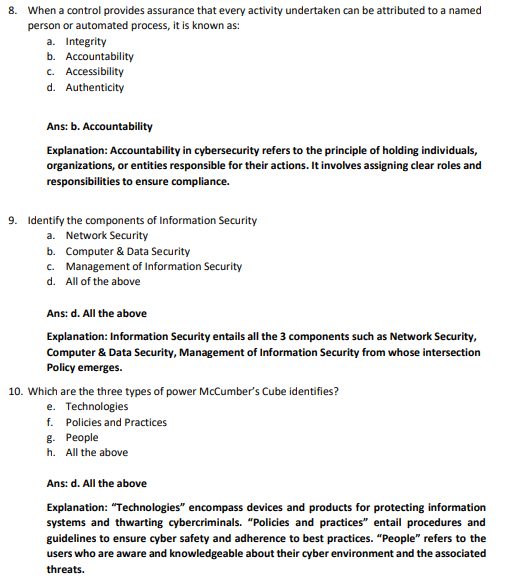 8. When a control provides assurance that every activity undertaken can be attributed to a named
person or automated process, it is known as:
a. Integrity
b. Accountability
c. Accessibility
d. Authenticity
Ans: b. Accountability
Explanation: Accountability in cybersecurity refers to the principle of holding individuals,
organizations, or entities responsible for their actions. It involves assigning clear roles and
responsibilities to ensure compliance.
9. Identify the components of Information Security
a. Network Security
b. Computer & Data Security
c. Management of Information Security
d. All of the above
Ans: d. All the above
Explanation: Information Security entails all the 3 components such as Network Security,
Computer & Data Security, Management of Information Security from whose intersection
Policy emerges.
10. Which are the three types of power McCumber's Cube identifies?
e. Technologies
f. Policies and Practices
g. People
h. All the above
Ans: d. All the above
Explanation: “Technologies” encompass devices and products for protecting information
systems and thwarting cybercriminals. “Policies and practices” entail procedures and
guidelines to ensure cyber safety and adherence to best practices. “People” refers to the
users who are aware and knowledgeable about their cyber environment and the associated
threats.